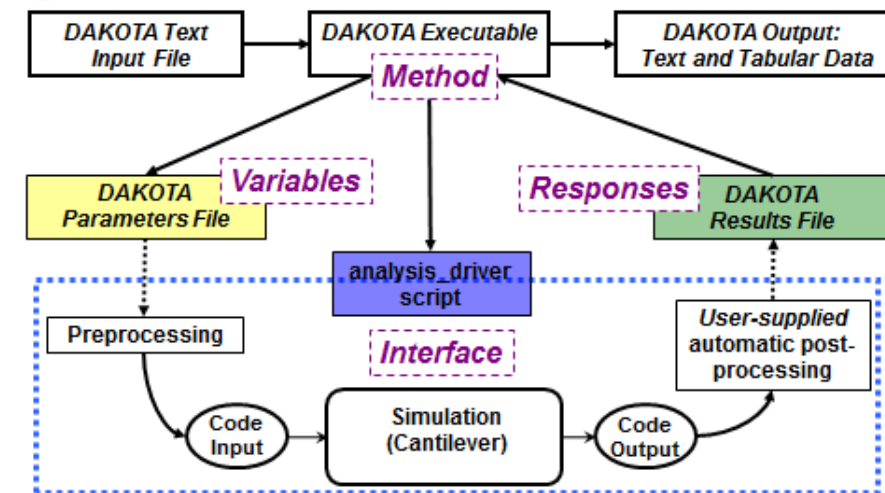 DAKOTA Text
Input File
DAKOTA Executable
DAKOTA Output:
Text and Tabular Data
Method
DAKOTA
Parameters File
Variables
Responses
DAKOTA
Results File
analysis_driver
script
Preprocessing
Interface
User-supplied
automatic post-
processing
Code
Input
Simulation
(Cantilever)
Code
Output